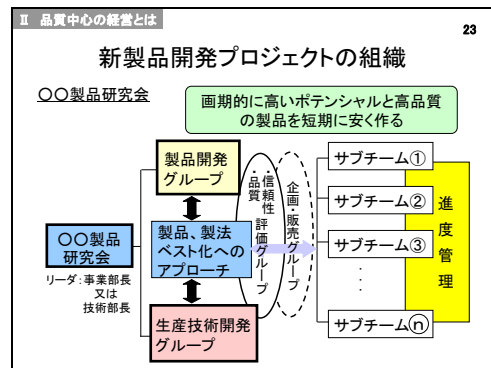 Ⅱ 品質中心の経営とは
23
新製品開発プロジェクトの組織
〇〇製品研究会
画期的に高いポテンシャルと高品質
の製品を短期に安く作る
製品開発
グループ
〇〇製品
研究会
リーダ:事業部長
又は
技術部長
製品、製法
ベスト化への
アプローチ
生産技術開発
グループ
・信頼性
・品質
評価グループ
企画・販売グループ
サブチーム①
サブチーム②
サブチーム③
・
・
・
サブチームⓝ
進度管理